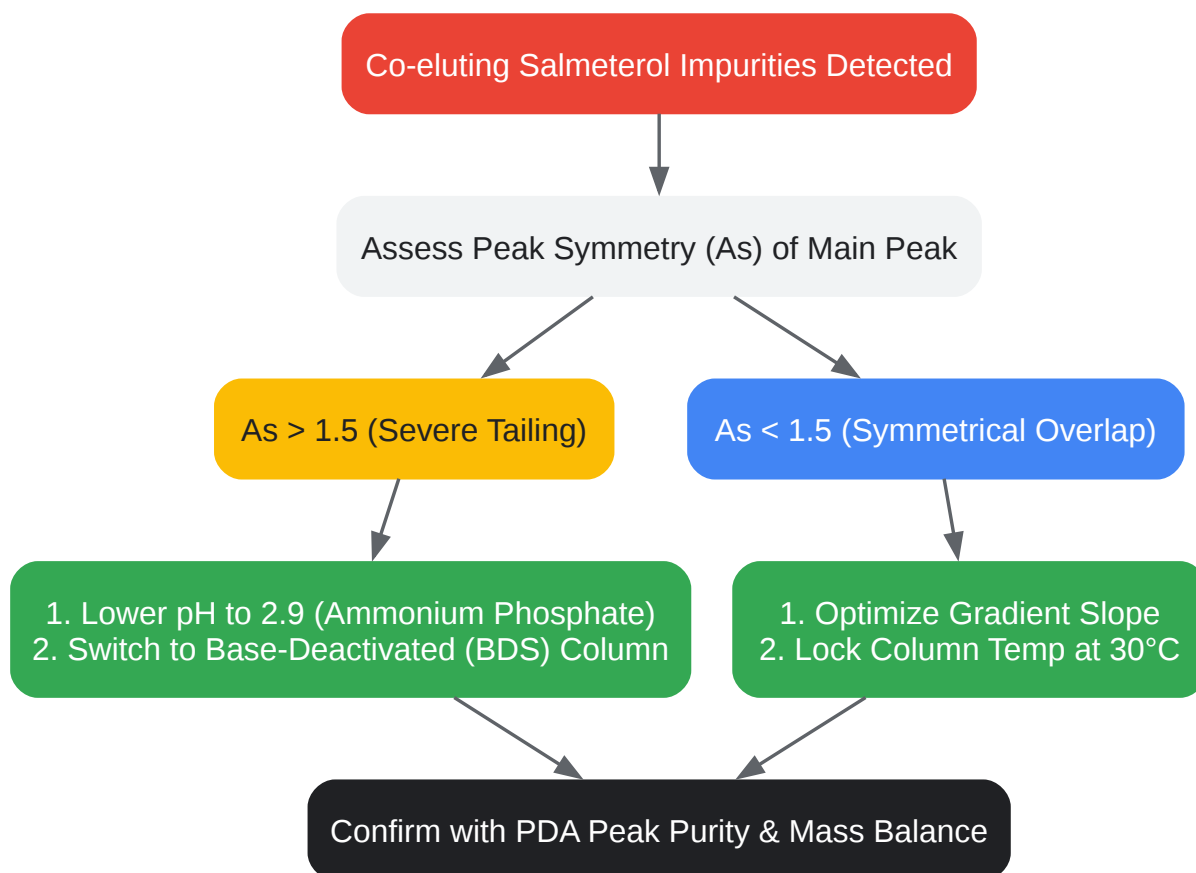 Co-eluting Salmeterol Impurities Detected
Assess Peak Symmetry (As) of Main Peak
As > 1.5 (Severe Tailing)
As < 1.5 (Symmetrical Overlap)
1. Lower pH to 2.9 (Ammonium Phosphate)
2. Switch to Base-Deactivated (BDS) Column
1. Optimize Gradient Slope
2. Lock Column Temp at 30°C
Confirm with PDA Peak Purity & Mass Balance